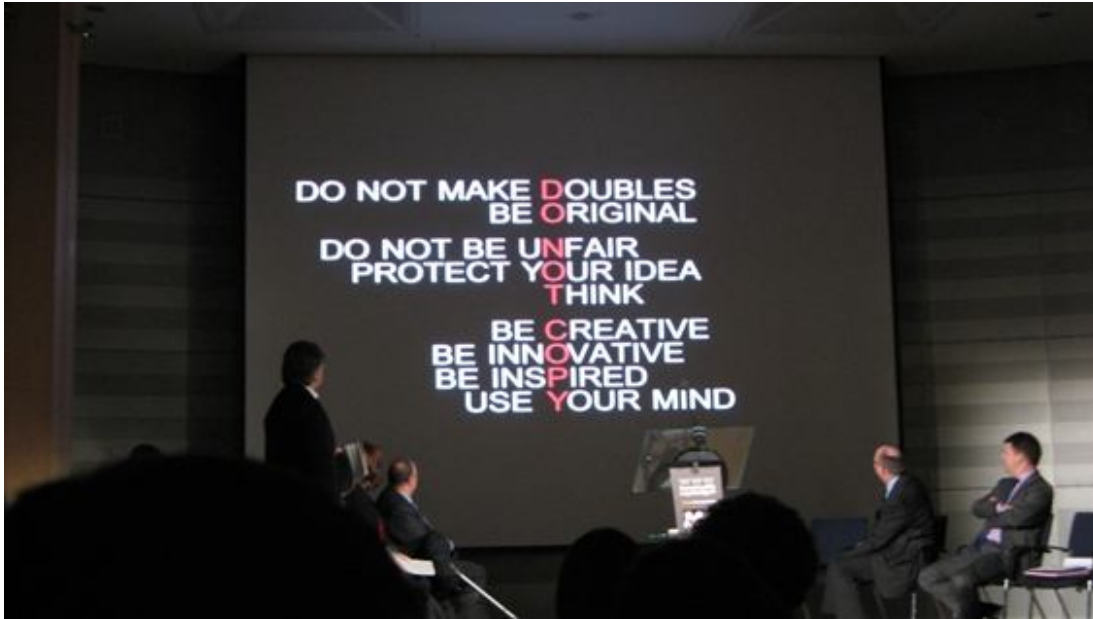 DO NOT MAKE DOUBLES
BE ORIGINAL
DO NOT BE UNFAIR
PROTECT YOUR IDEA
THINK
BE CREATIVE
BE INNOVATIVE
BE INSPIRED
USE YOUR MIND